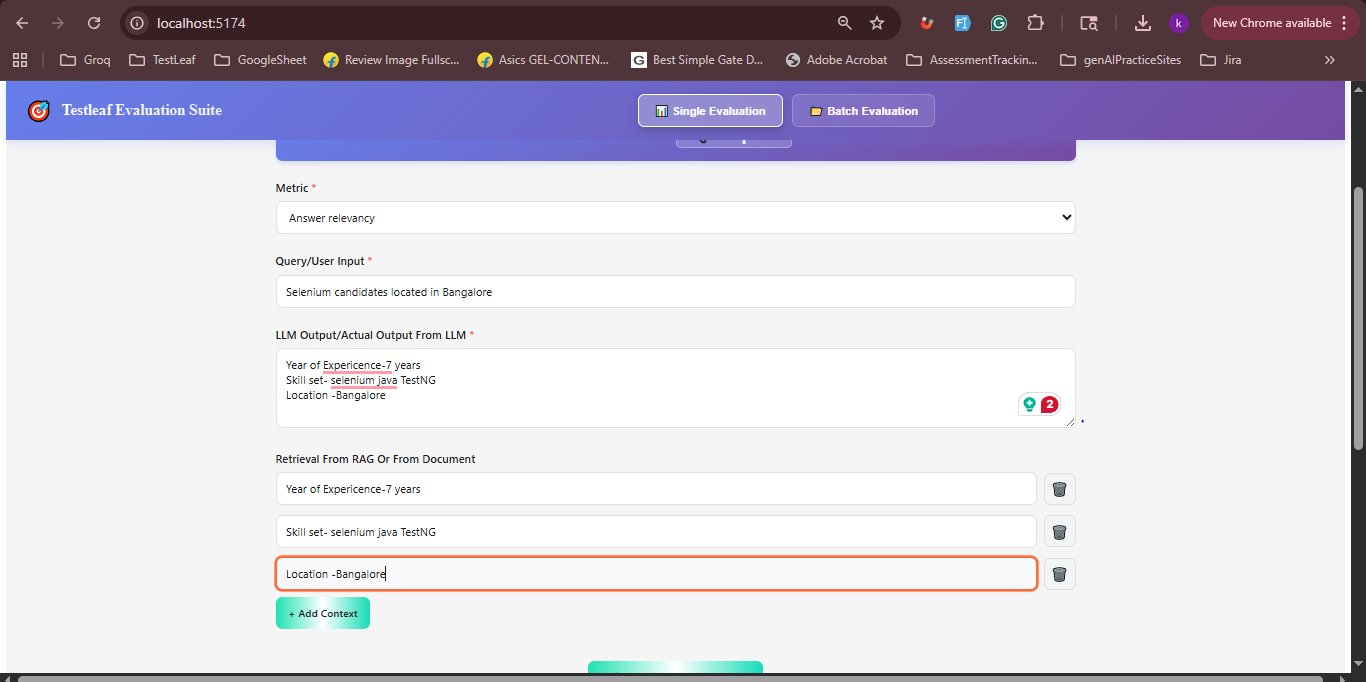 localhost:5174
k
New Chrome available
Groq
TestLeaf
GoogleSheet
Review Image Fullsc...
Asics GEL-CONTEN...
G
Best Simple Gate D...
Adobe Acrobat
AssessmentTrackin...
genAIPracticeSites
Jira
Testleaf Evaluation Suite
Single Evaluation
Batch Evaluation
Metric *
Answer relevancy
Query/User Input *
Selenium candidates located in Bangalore
LLM Output/Actual Output From LLM *
Year of Expericence-7 years
Skill set- selenium java TestNG
Location -Bangalore
2
Retrieval From RAG Or From Document
Year of Expericence-7 years
Skill set- selenium java TestNG
Location -Bangalore
+ Add Context